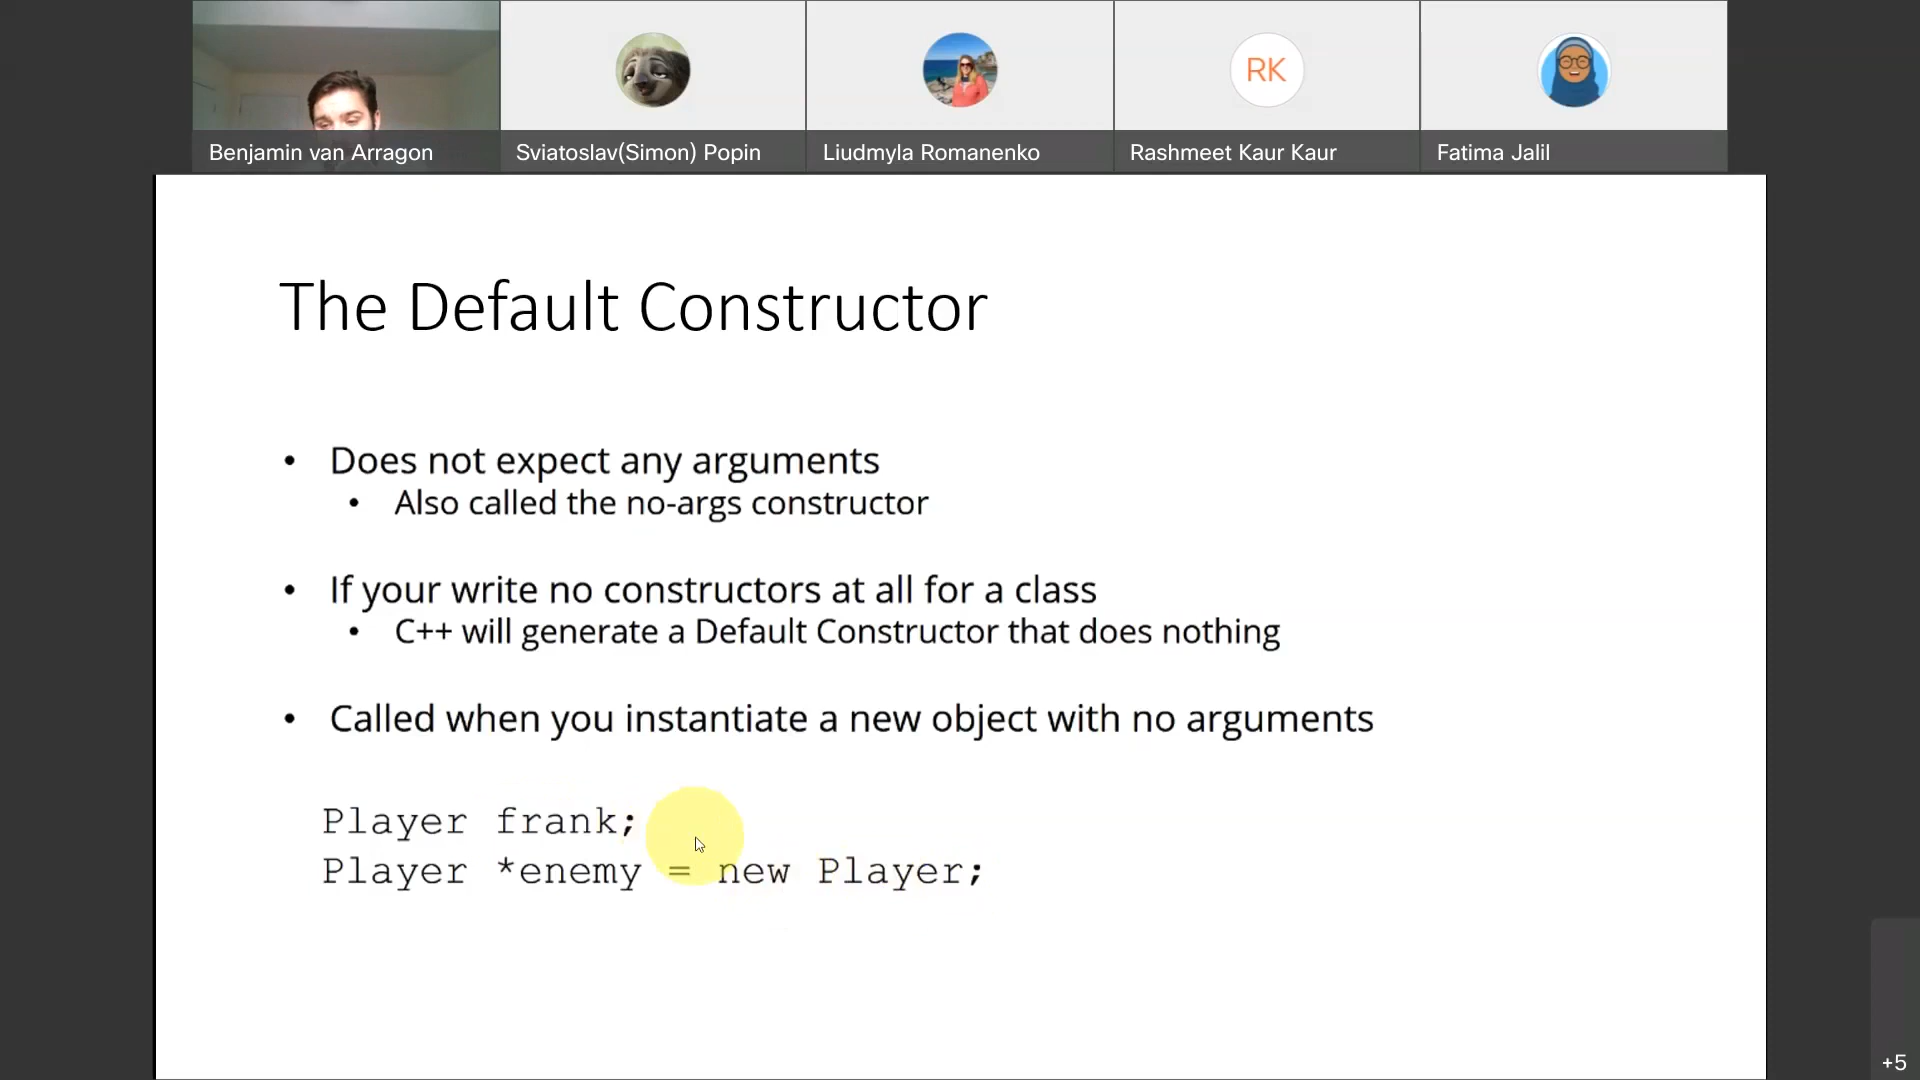 RK
Benjamin van Arragon
Sviatoslav(Simon) Popin
Liudmyla Romanenko
Rashmeet Kaur Kaur
Fatima Jalil
The Default Constructor
• Does not expect any arguments
• Also called the no-args constructor
• If your write no constructors at all for a class
• C++ will generate a Default Constructor that does nothing
• Called when you instantiate a new object with no arguments
Player frank;
Player *enemy = new Player;
+5